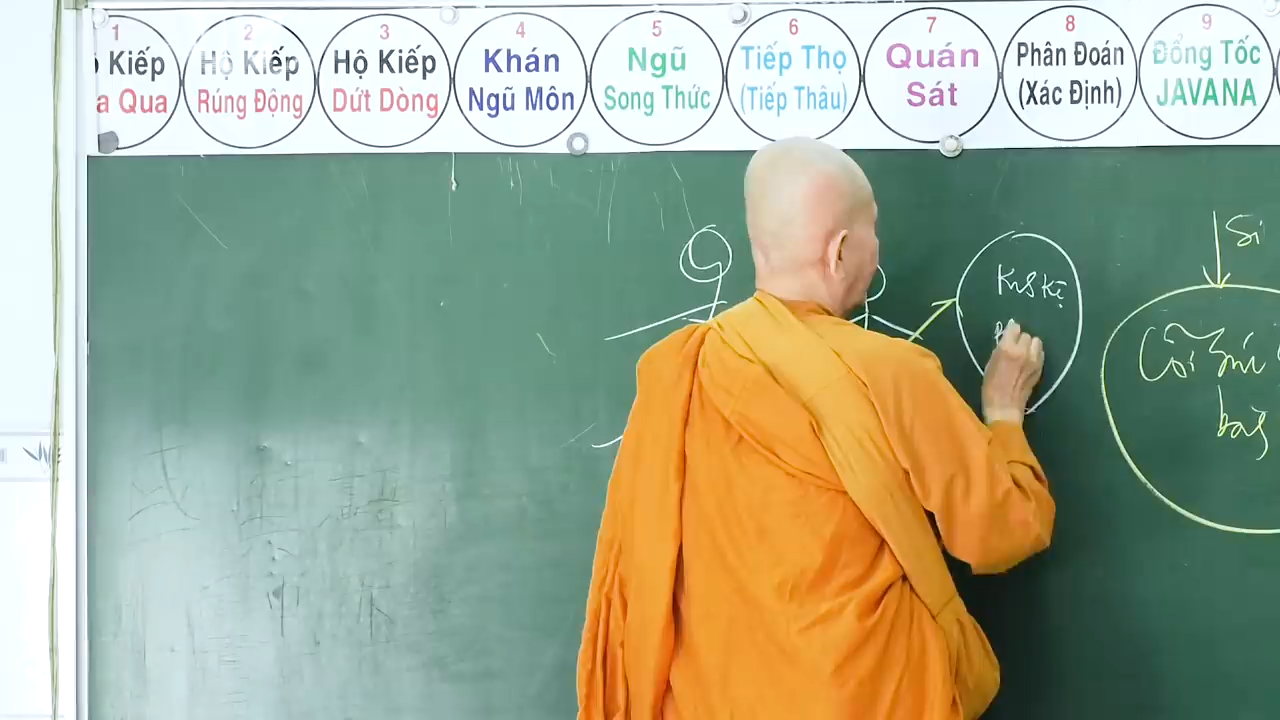 1
Kiếp
a Qua
2
Hộ Kiếp
Rúng Động
3
Hộ Kiếp
Dứt Dòng
4
Khán
Ngũ Môn
5
Ngũ
Song Thức
6
Tiếp Thọ
(Tiếp Thâu)
7
Quán
Sát
8
Phân Đoán
(Xác Định)
9
Đổng Tốc
JAVANA
Si